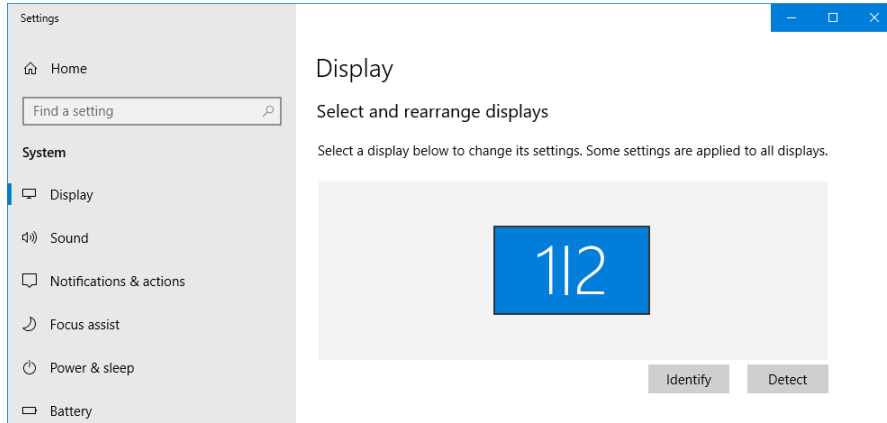 Settings
Home
Find a setting
System
Display
Sound
Notifications & actions
Focus assist
Power & sleep
Battery
Display
Select and rearrange displays
Select a display below to change its settings. Some settings are applied to all displays.
1|2
Identify
Detect